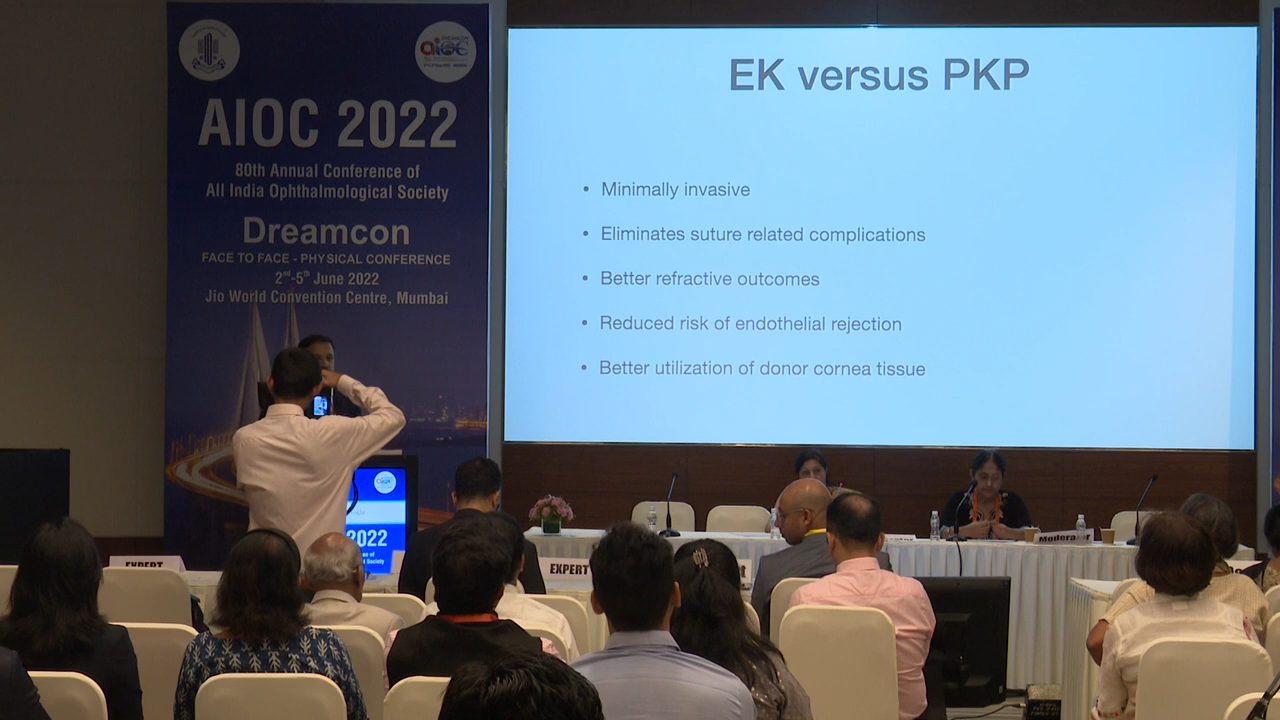 AIOC 2022
80th Annual Conference of
All India Ophthalmological Society
Dreamcon
FACE TO FACE - PHYSICAL CONFERENCE
2nd-5th June 2022
Jio World Convention Centre, Mumbai
EK versus PKP
• Minimally invasive
• Eliminates suture related complications
• Better refractive outcomes
• Reduced risk of endothelial rejection
• Better utilization of donor cornea tissue
2022
EXPERT
EXPERT
Moderator